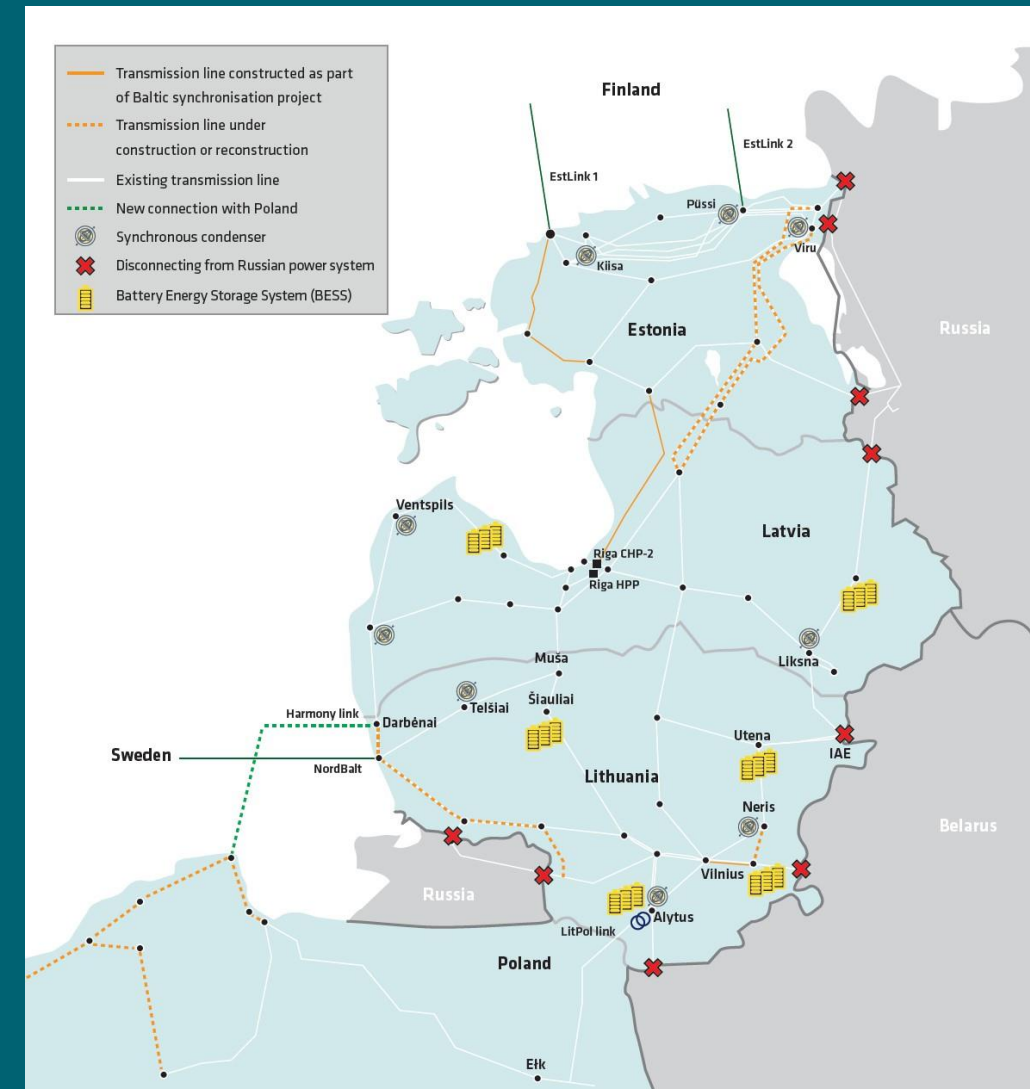 Transmission line constructed as part
of Baltic synchronisation project
Transmission line under
construction or reconstruction
Existing transmission line
New connection with Poland
Synchronous condenser
Disconnecting from Russian power system
Battery Energy Storage System (BESS)
Finland
EstLink 1
EstLink 2
Püssi
Viru
Kiisa
Estonia
Russia
Ventspils
Latvia
Riga CHP-2
Riga HPP
Liksna
Muša
Telšiai
Šiauliai
Harmony link
Darbėnai
Sweden
NordBalt
Utena
IAE
Lithuania
Neris
Belarus
Vilnius
Russia
Alytus
LitPol link
Poland
Ełk